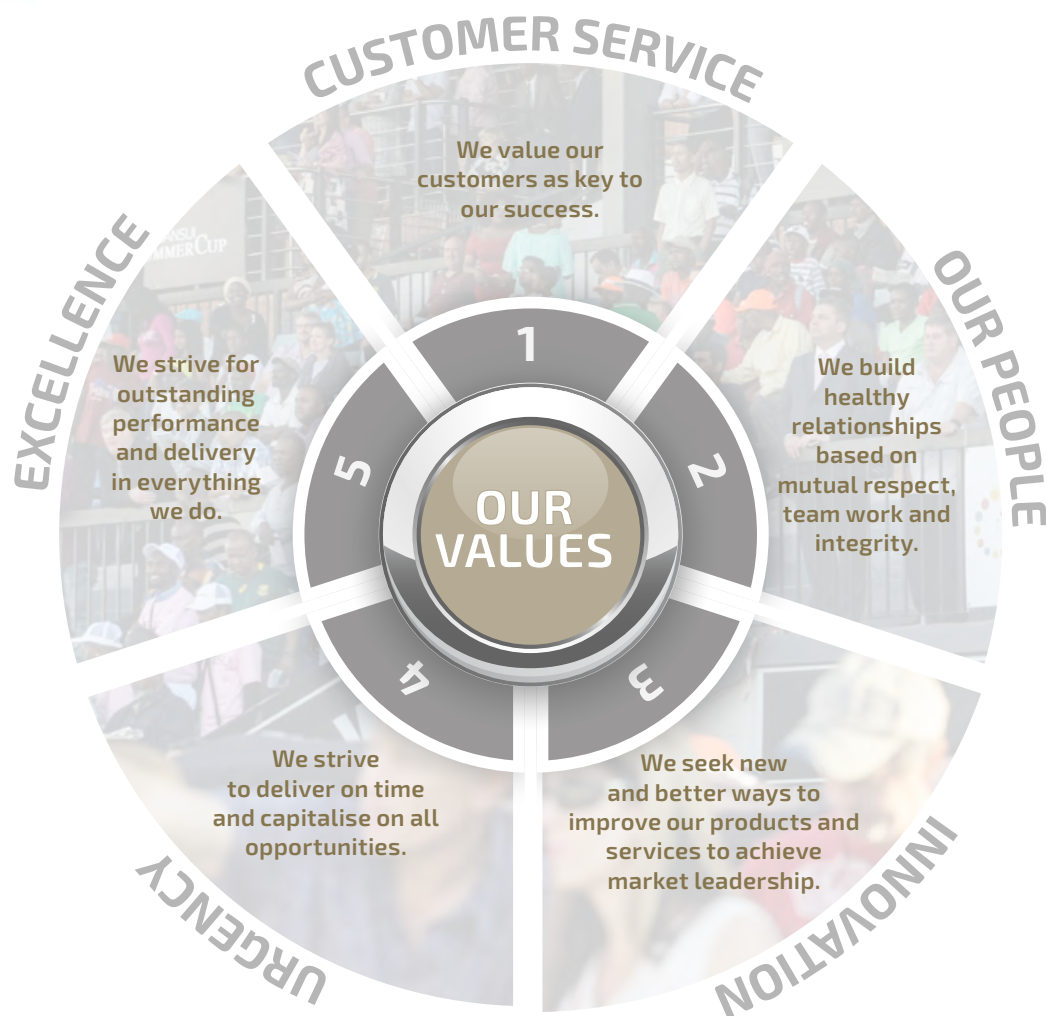 CUSTOMER SERVICE
We value our
customers as key to
our success.
1
OUR PEOPLE
We build
healthy
relationships
based on
mutual respect,
team work and
integrity.
2
INNOVATION
We seek new
and better ways to
improve our products and
services to achieve
market leadership.
3
URGENCY
We strive
to deliver on time
and capitalise on all
opportunities.
4
EXCELLENCE
We strive for
outstanding
performance
and delivery
in everything
we do.
5
OUR
VALUES
CUP